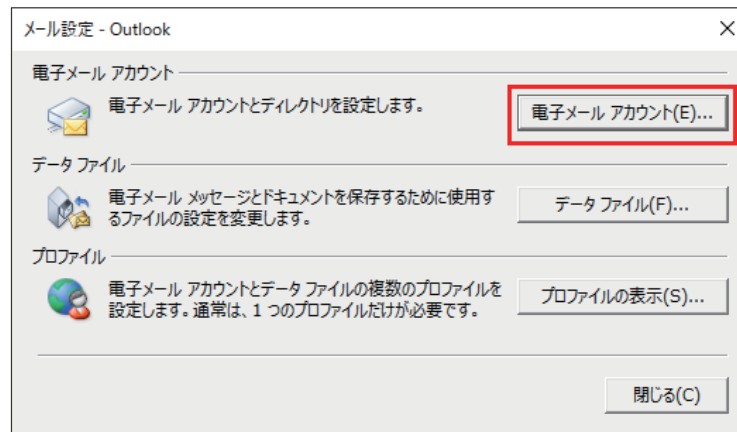 メール設定 - Outlook
電子メール アカウント
電子メール アカウントとディレクトリを設定します。
電子メール アカウント(E)...
データ ファイル
電子メール メッセージとドキュメントを保存するために使用す
るファイルの設定を変更します。
データ ファイル(F)...
プロファイル
電子メール アカウントとデータ ファイルの複数のプロファイルを
設定します。通常は、1 つのプロファイルだけが必要です。
プロファイルの表示(S)...
閉じる(C)